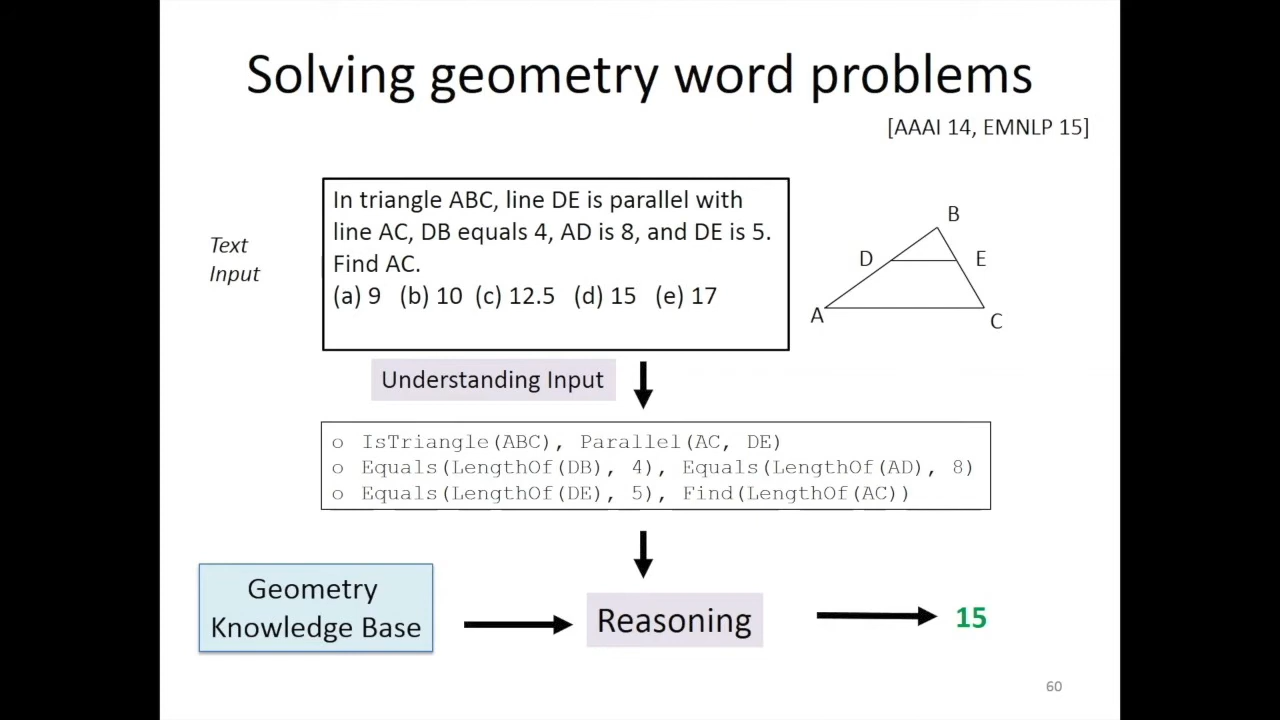 Solving geometry word problems
[AAAI 14, EMNLP 15]
Text
Input
In triangle ABC, line DE is parallel with
line AC, DB equals 4, AD is 8, and DE is 5.
Find AC.
(a) 9 (b) 10 (c) 12.5 (d) 15 (e) 17
B
D
E
A
C
Understanding Input
o IsTriangle(ABC), Parallel(AC, DE)
o Equals(LengthOf(DB), 4), Equals(LengthOf(AD), 8)
o Equals(LengthOf(DE), 5), Find(LengthOf(AC))
Geometry
Knowledge Base
Reasoning
15
60